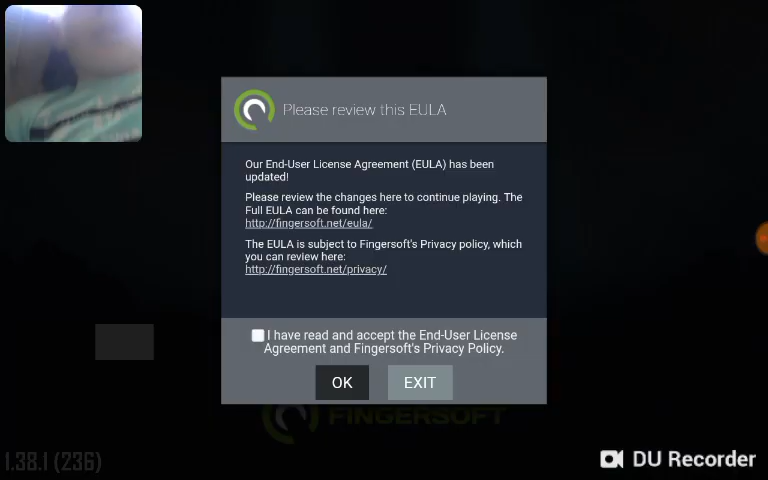 Please review this EULA
Our End-User License Agreement (EULA) has been
updated!
Please review the changes here to continue playing. The
Full EULA can be found here:
http://fingersoft.net/eula/
The EULA is subject to Fingersoft's Privacy policy, which
you can review here:
http://fingersoft.net/privacy/
I have read and accept the End-User License
Agreement and Fingersoft's Privacy Policy.
OK
EXIT
FINGERSOFT
1.38.1 (236)
DU Recorder